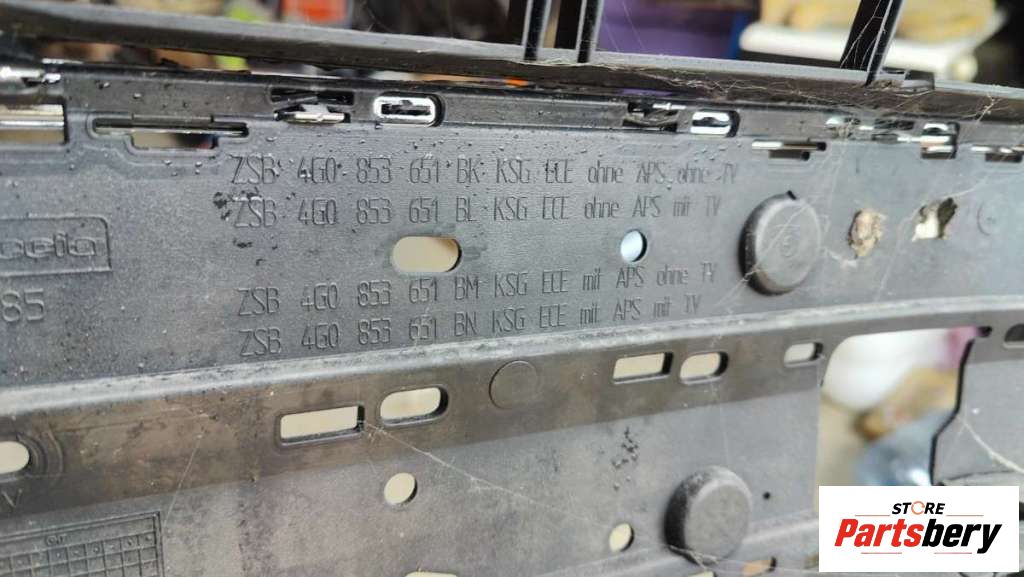 ZSB 4G0 853 651 BK KSG ECE ohne APS ohne TV
ZSB 4G0 853 651 BL KSG ECE ohne APS mit TV
85
ZSB 4G0 853 651 BM KSG ECE mit APS ohne TV
ZSB 4G0 853 651 BN KSG ECE mit APS mit TV
STORE
Partsbery